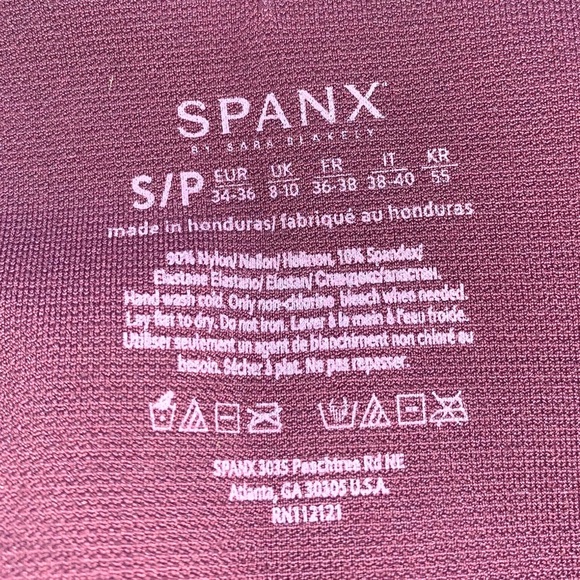 SPANX
BY SARA BLAKELY
S/P EUR 34-36 UK 8-10 FR 36-38 IT 38-40 KR 55
made in honduras/fabriqué au honduras
90% Nylon/ Nailon/ 10% Spandex/
Elastane Elastano/ Elastan/
Hand wash cold. Only non-chlorine bleach when needed.
Lay flat to dry. Do not iron. Laver à la main à l'eau froide.
Utiliser seulement un agent de blanchiment non chloré au
besoin. Sécher à plat. Ne pas repasser.
SPANX 3035 Peachtree Rd NE
Atlanta, GA 30305 U.S.A.
RN112121